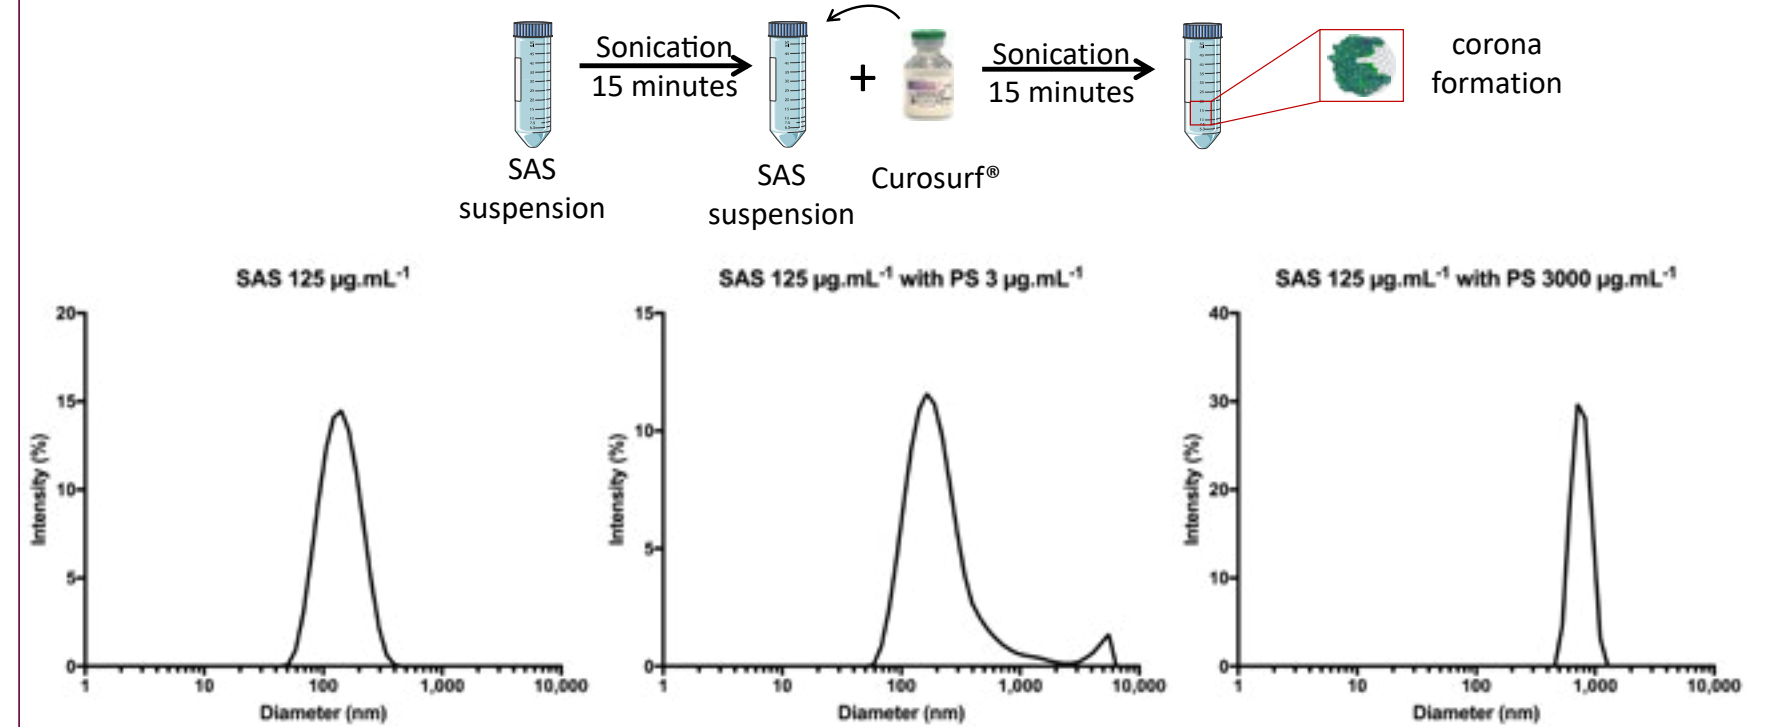 Sonication
15 minutes
+
Sonication
15 minutes
corona
formation
SAS
suspension
SAS
suspension
Curosurf®
SAS 125 µg.mL⁻¹
20
15
10
5
0
Intensity (%)
1 10 100 1,000 10,000
Diameter (nm)
SAS 125 µg.mL⁻¹ with PS 3 µg.mL⁻¹
15
10
5
0
Intensity (%)
1 10 100 1,000 10,000
Diameter (nm)
SAS 125 µg.mL⁻¹ with PS 3000 µg.mL⁻¹
40
30
20
10
0
Intensity (%)
1 10 100 1,000 10,000
Diameter (nm)